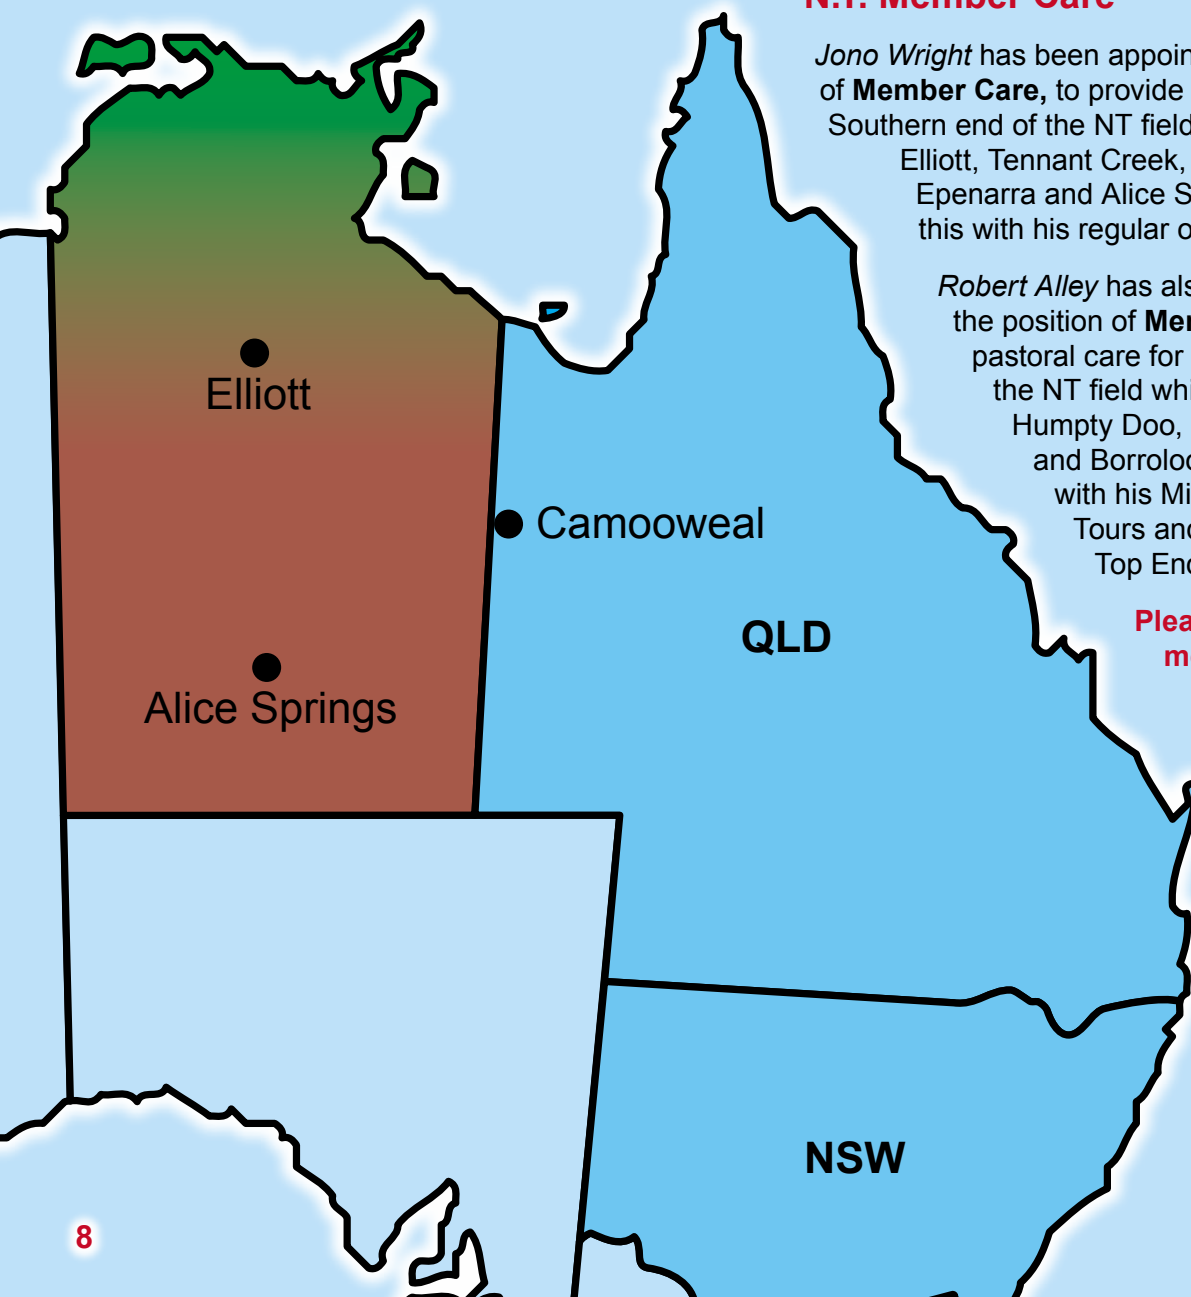 N.T. Member Care
Jono Wright has been appoin
of Member Care, to provide
Southern end of the NT field
Elliott, Tennant Creek,
Epenarra and Alice S
this with his regular o
Robert Alley has als
the position of Mem
pastoral care for
the NT field whi
Humpty Doo,
and Borroloo
with his Mi
Tours and
Top End
Plea
m
Elliott
Camooweal
QLD
Alice Springs
NSW
8